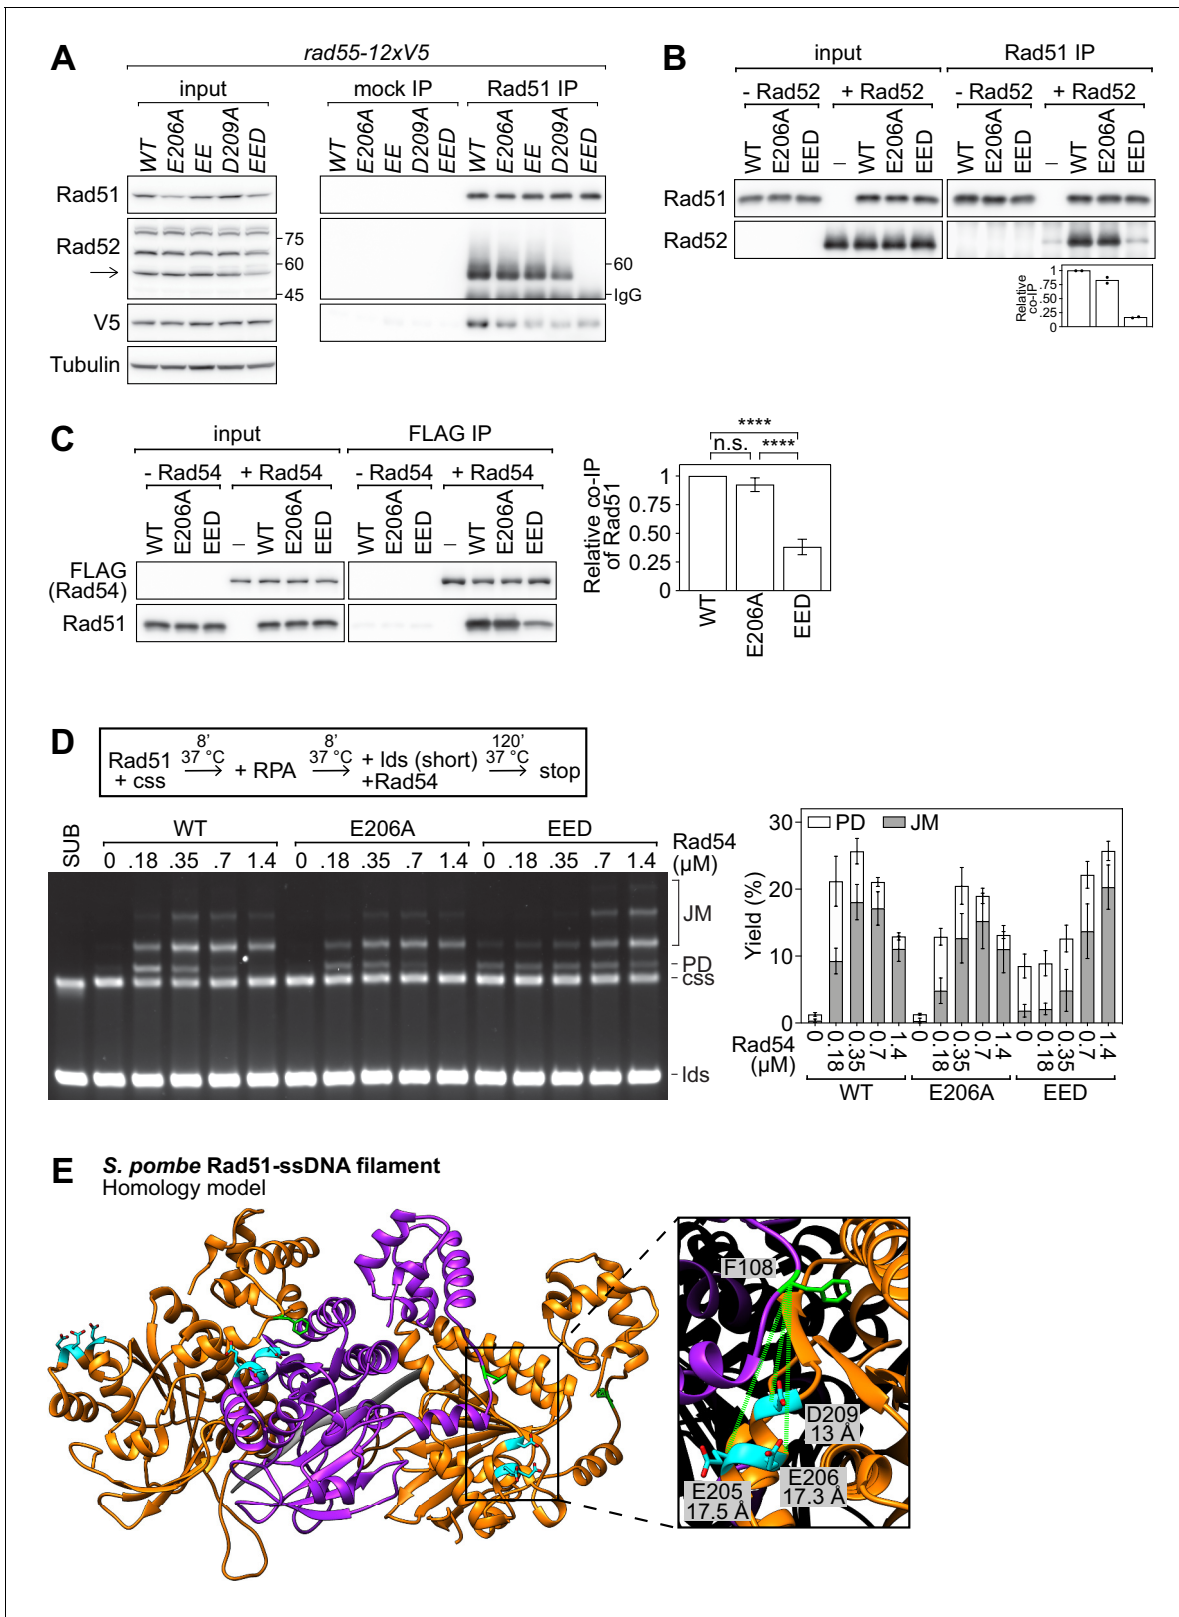 A
rad55-12xV5
input
mock IP
Rad51 IP
WT E206A EE D209A EED
WT E206A EE D209A EED
WT E206A EE D209A EED
Rad51
Rad52
→
75
60
45
60
IgG
V5
Tubulin
B
input
Rad51 IP
- Rad52 + Rad52 - Rad52 + Rad52
WT E206A EED – WT E206A EED WT E206A EED – WT E206A EED
Rad51
Rad52
Relative
co-IP
1
.75
.50
.25
0
C
input
FLAG IP
- Rad54 + Rad54 - Rad54 + Rad54
WT E206A EED – WT E206A EED WT E206A EED – WT E206A EED
FLAG
(Rad54)
Rad51
****
n.s. ****
Relative co-IP
of Rad51
1
0.75
0.50
0.25
0
WT E206A EED
D
Rad51
+ css
8'
37 °C
→
+ RPA
8'
37 °C
→
+ lds (short)
+Rad54
120'
37 °C
→
stop
SUB
WT
E206A
EED
Rad54
(µM)
0 .18 .35 .7 1.4 0 .18 .35 .7 1.4 0 .18 .35 .7 1.4
JM
PD
css
lds
PD JM
Yield (%)
30
20
10
0
Rad54
(µM)
0 0.18 0.35 0.7 1.4 0 0.18 0.35 0.7 1.4 0 0.18 0.35 0.7 1.4
WT
E206A
EED
E
S. pombe Rad51-ssDNA filament
Homology model
F108
D209
13 Å
E206
17.3 Å
E205
17.5 Å